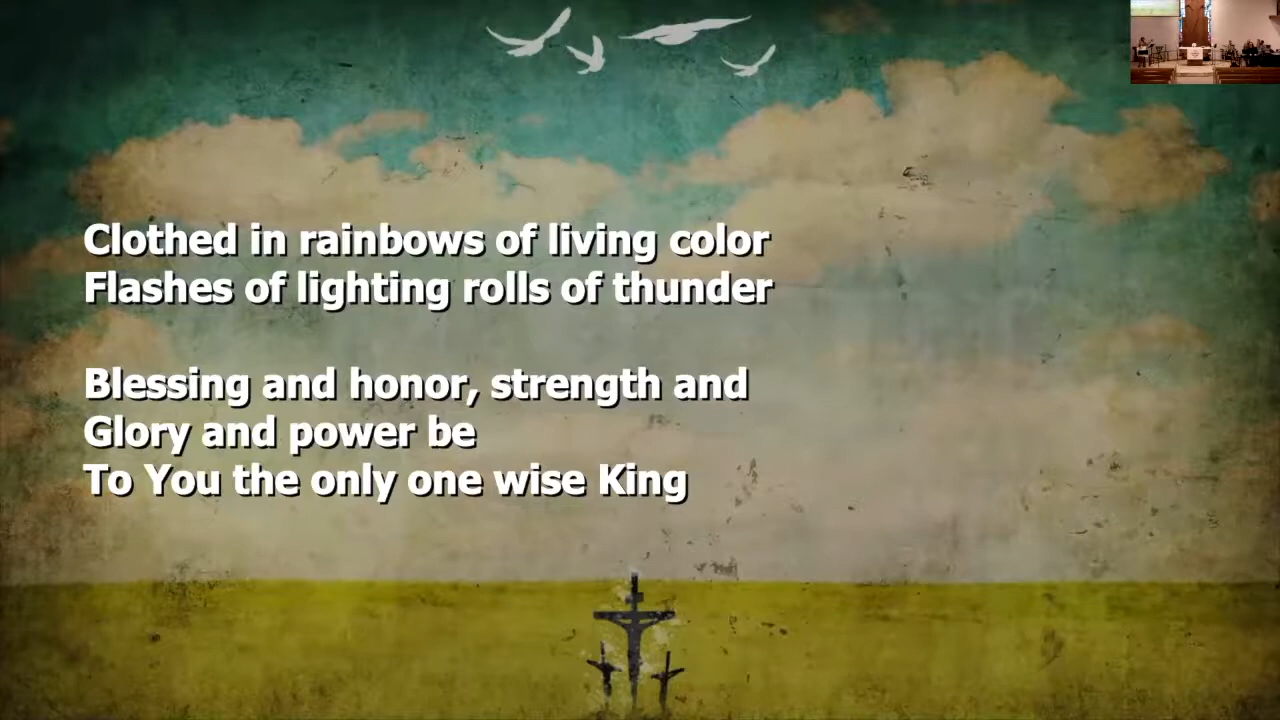 Clothed in rainbows of living color
Flashes of lighting rolls of thunder
Blessing and honor, strength and
Glory and power be
To You the only one wise King